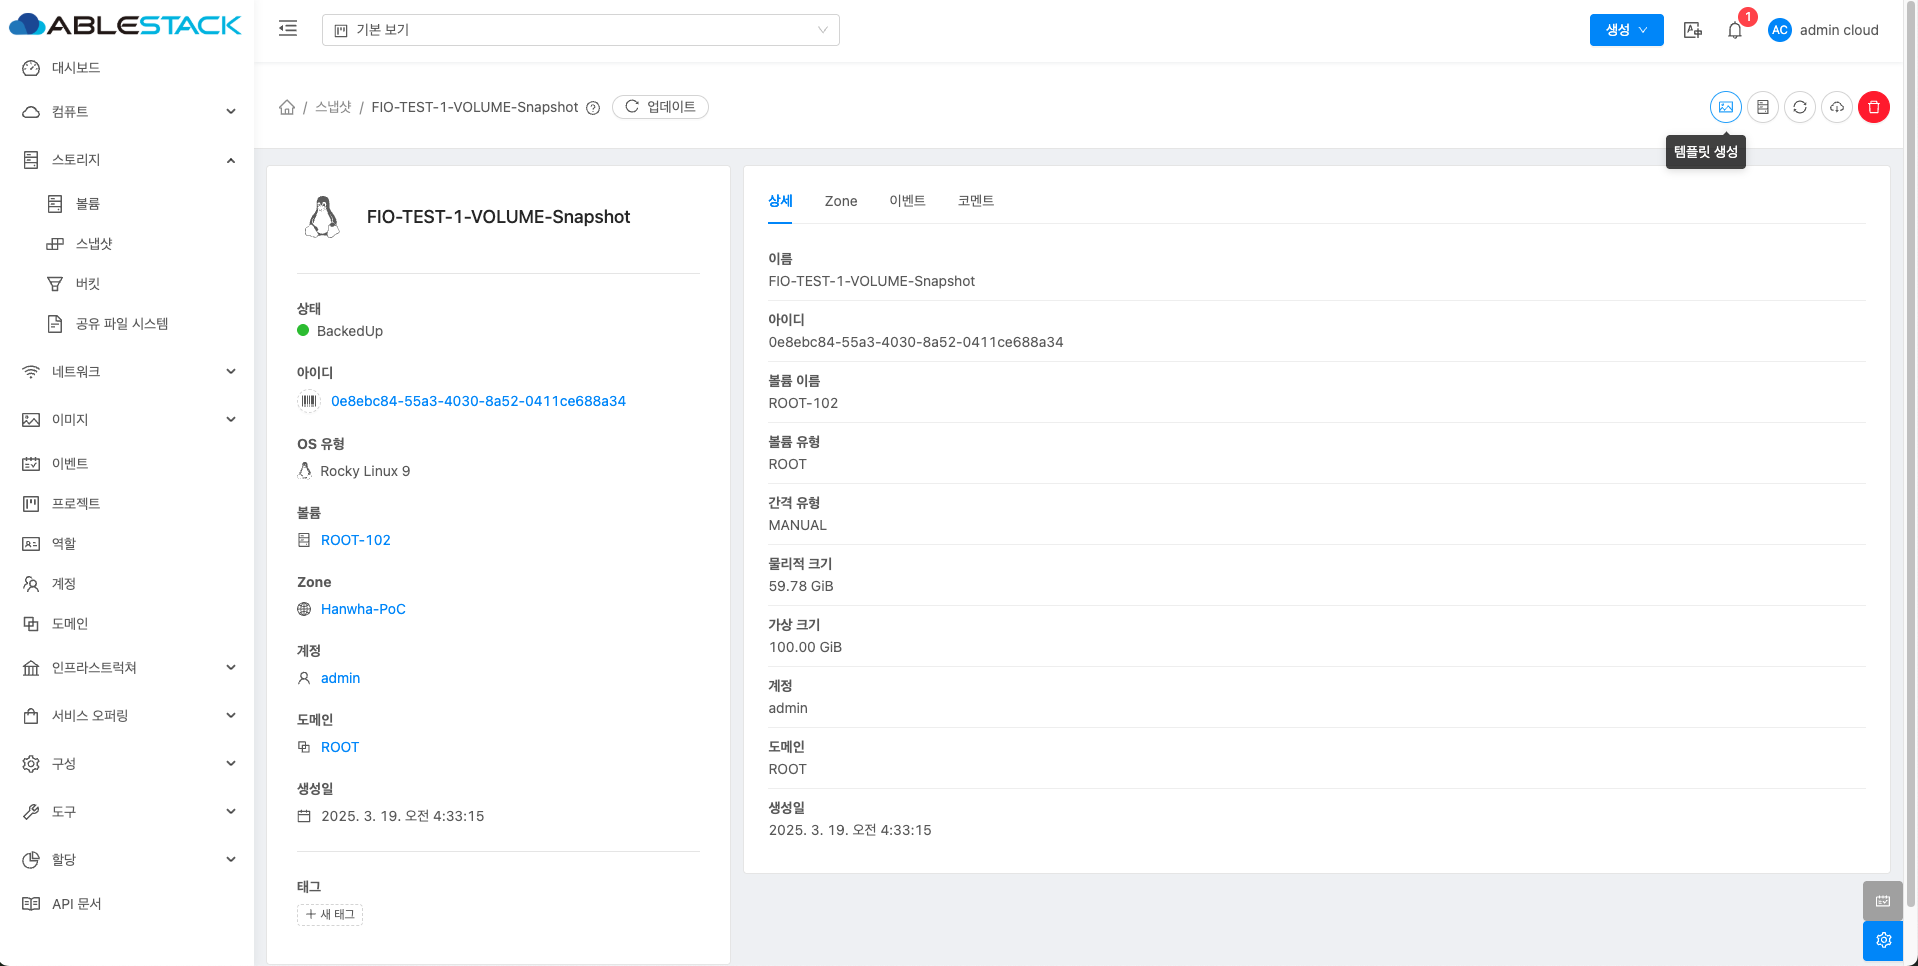 ABLESTACK
기본 보기
생성
1
AC
admin cloud
대시보드
컴퓨트
스토리지
볼륨
스냅샷
버킷
공유 파일 시스템
네트워크
이미지
이벤트
프로젝트
역할
계정
도메인
인프라스트럭쳐
서비스 오퍼링
구성
도구
할당
API 문서
/ 스냅샷 / FIO-TEST-1-VOLUME-Snapshot
업데이트
템플릿 생성
FIO-TEST-1-VOLUME-Snapshot
상태
BackedUp
아이디
0e8ebc84-55a3-4030-8a52-0411ce688a34
OS 유형
Rocky Linux 9
볼륨
ROOT-102
Zone
Hanwha-PoC
계정
admin
도메인
ROOT
생성일
2025. 3. 19. 오전 4:33:15
태그
+ 새 태그
상세 Zone 이벤트 코멘트
이름
FIO-TEST-1-VOLUME-Snapshot
아이디
0e8ebc84-55a3-4030-8a52-0411ce688a34
볼륨 이름
ROOT-102
볼륨 유형
ROOT
간격 유형
MANUAL
물리적 크기
59.78 GiB
가상 크기
100.00 GiB
계정
admin
도메인
ROOT
생성일
2025. 3. 19. 오전 4:33:15